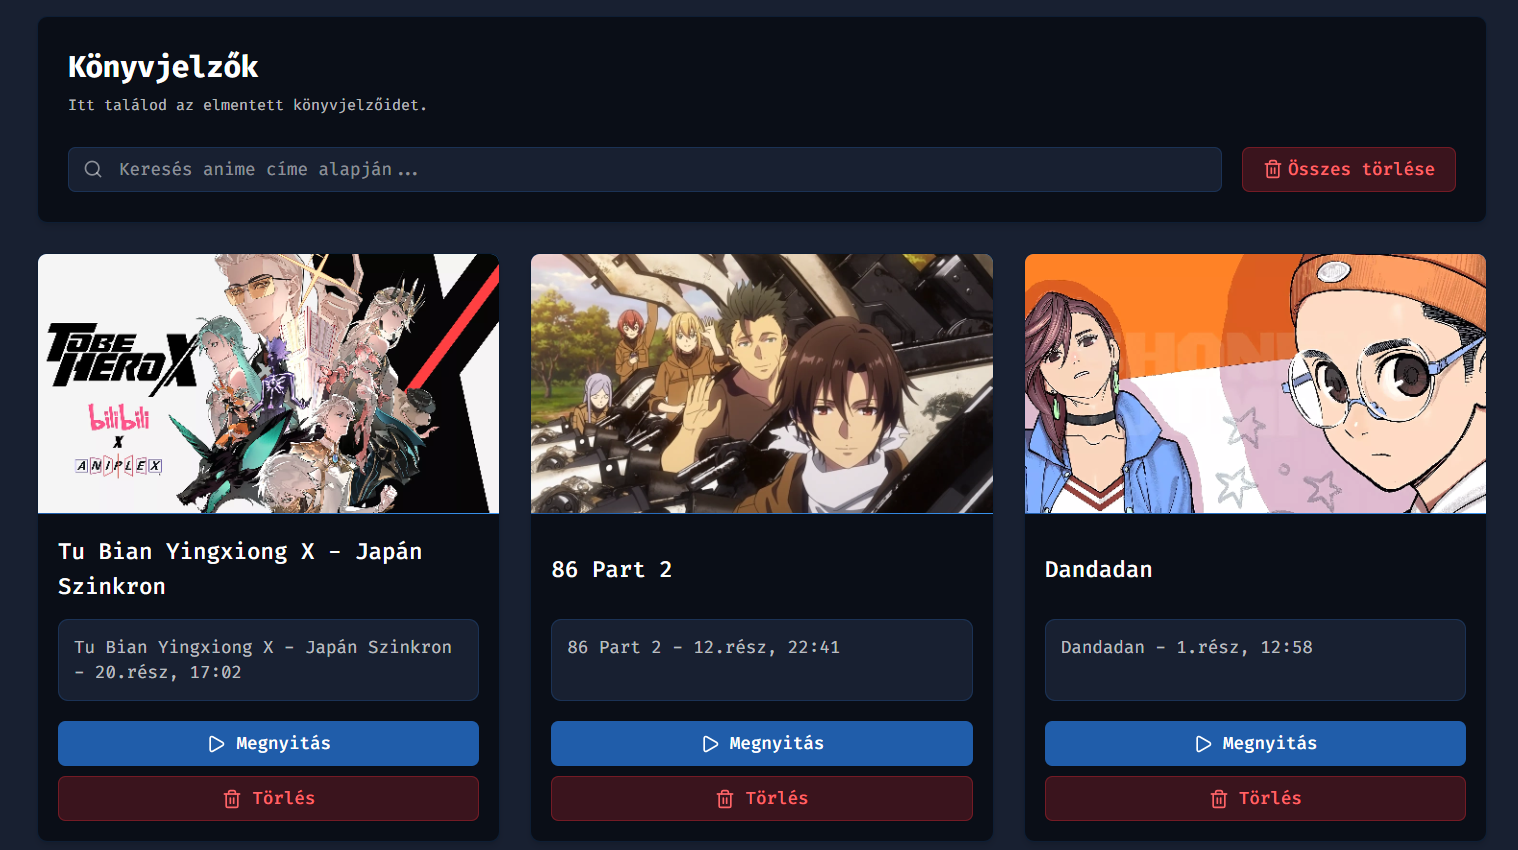 Könyvjelzők
Itt találod az elmentett könyvjelzőidet.
Keresés anime címe alapján...
Összes törlése
TO BE
HERO X
bilibili
X
ANIPLEX
Tu Bian Yingxiong X - Japán
Szinkron
Tu Bian Yingxiong X - Japán Szinkron
- 20.rész, 17:02
Megnyitás
Törlés
86 Part 2
86 Part 2 - 12.rész, 22:41
Megnyitás
Törlés
Dandadan
Dandadan - 1.rész, 12:58
Megnyitás
Törlés